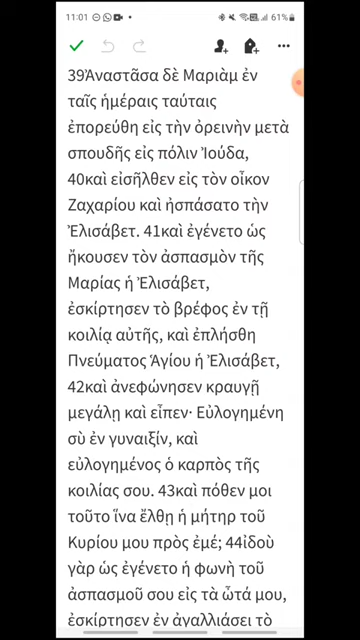 11:01
61%
39Ἀναστᾶσα δὲ Μαριὰμ ἐν
ταῖς ἡμέραις ταύταις
ἐπορεύθη εἰς τὴν ὀρεινὴν μετὰ
σπουδῆς εἰς πόλιν Ἰούδα,
40καὶ εἰσῆλθεν εἰς τὸν οἶκον
Ζαχαρίου καὶ ἠσπάσατο τὴν
Ἐλισάβετ. 41καὶ ἐγένετο ὡς
ἤκουσεν τὸν ἀσπασμὸν τῆς
Μαρίας ἡ Ἐλισάβετ,
ἐσκίρτησεν τὸ βρέφος ἐν τῇ
κοιλίᾳ αὐτῆς, καὶ ἐπλήσθη
Πνεύματος Ἁγίου ἡ Ἐλισάβετ,
42καὶ ἀνεφώνησεν κραυγῇ
μεγάλῃ καὶ εἶπεν· Εὐλογημένη
σὺ ἐν γυναιξίν, καὶ
εὐλογημένος ὁ καρπὸς τῆς
κοιλίας σου. 43καὶ πόθεν μοι
τοῦτο ἵνα ἔλθῃ ἡ μήτηρ τοῦ
Κυρίου μου πρὸς ἐμέ; 44ἰδοὺ
γὰρ ὡς ἐγένετο ἡ φωνὴ τοῦ
ἀσπασμοῦ σου εἰς τὰ ὦτά μου,
ἐσκίρτησεν ἐν ἀγαλλιάσει τὸ